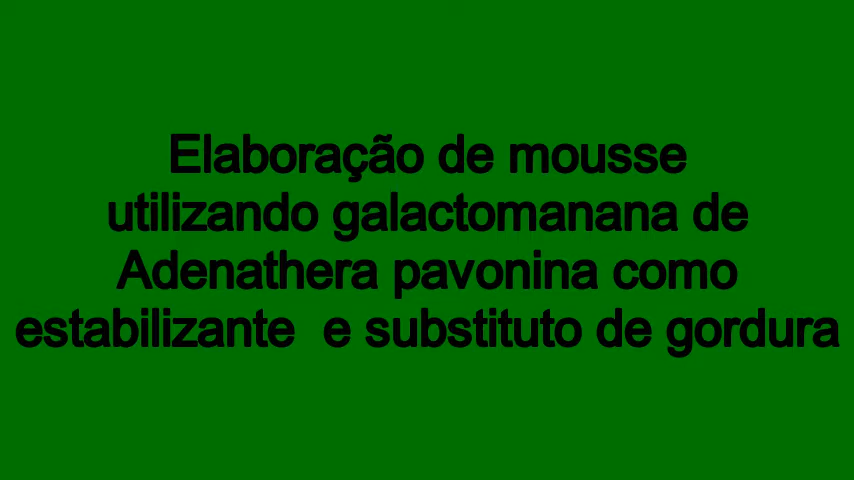 Elaboração de mousse
utilizando galactomanana de
Adenathera pavonina como
estabilizante  e substituto de gordura